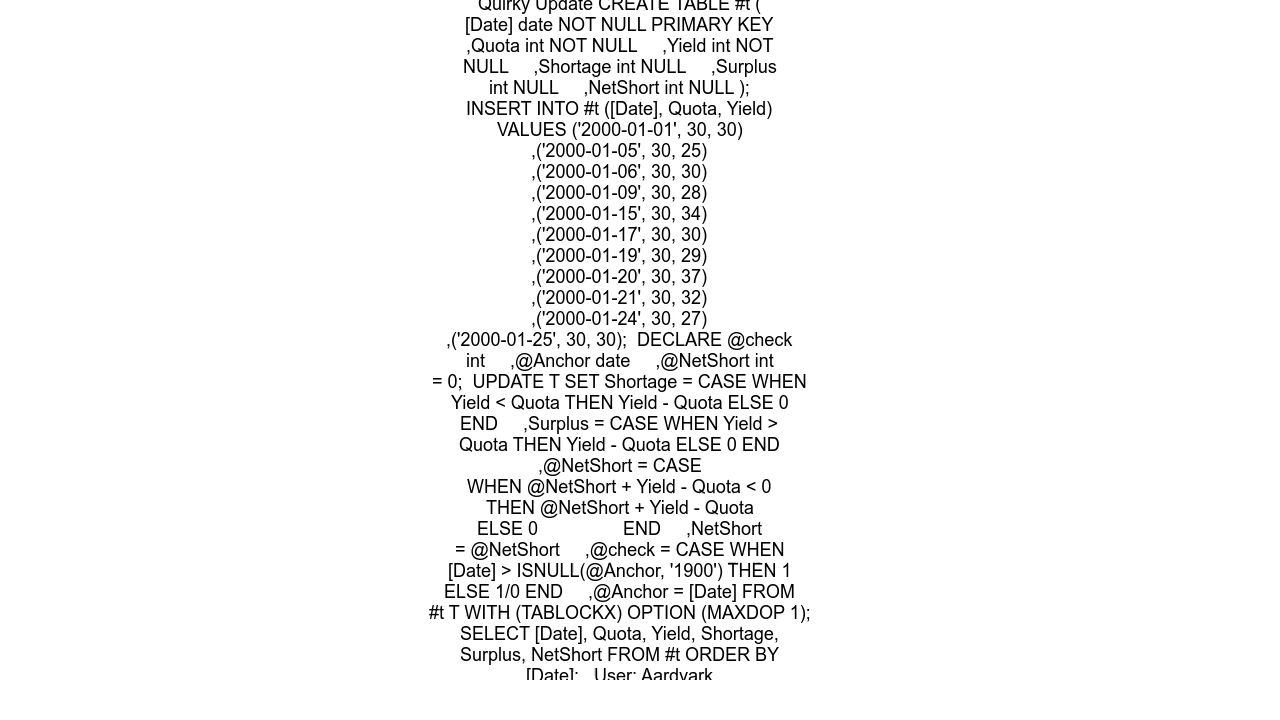 Quirky Update CREATE TABLE #t (
[Date] date NOT NULL PRIMARY KEY
,Quota int NOT NULL     ,Yield int NOT
NULL     ,Shortage int NULL     ,Surplus
int NULL     ,NetShort int NULL );
INSERT INTO #t ([Date], Quota, Yield)
VALUES ('2000-01-01', 30, 30)
,('2000-01-05', 30, 25)
,('2000-01-06', 30, 30)
,('2000-01-09', 30, 28)
,('2000-01-15', 30, 34)
,('2000-01-17', 30, 30)
,('2000-01-19', 30, 29)
,('2000-01-20', 30, 37)
,('2000-01-21', 30, 32)
,('2000-01-24', 30, 27)
,('2000-01-25', 30, 30);  DECLARE @check
int     ,@Anchor date     ,@NetShort int
= 0;  UPDATE T SET Shortage = CASE WHEN
Yield < Quota THEN Yield - Quota ELSE 0
END     ,Surplus = CASE WHEN Yield >
Quota THEN Yield - Quota ELSE 0 END
,@NetShort = CASE
WHEN @NetShort + Yield - Quota < 0
THEN @NetShort + Yield - Quota
ELSE 0                 END     ,NetShort
= @NetShort     ,@check = CASE WHEN
[Date] > ISNULL(@Anchor, '1900') THEN 1
ELSE 1/0 END     ,@Anchor = [Date] FROM
#t T WITH (TABLOCKX) OPTION (MAXDOP 1);
SELECT [Date], Quota, Yield, Shortage,
Surplus, NetShort FROM #t ORDER BY
[Date];   User: Aardvark